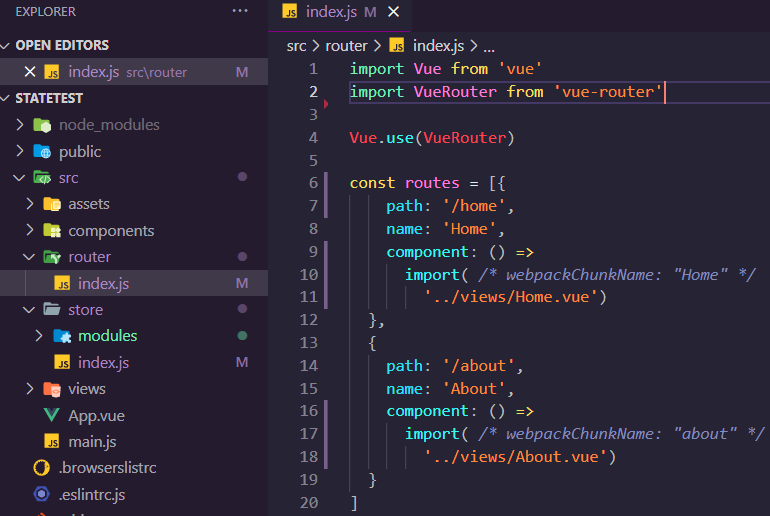 EXPLORER
···
index.js M ×
OPEN EDITORS
× JS index.js src\router M
STATETEST
node_modules
public
src
assets
components
router
JS index.js M
store
modules
JS index.js M
views
App.vue
JS main.js
.browserslistrc
.eslintrc.js
src > router > JS index.js > ...
1 import Vue from 'vue'
2 import VueRouter from 'vue-router'
3
4 Vue.use(VueRouter)
5
6 const routes = [{
7 path: '/home',
8 name: 'Home',
9 component: () =>
10 import( /* webpackChunkName: "Home" */
11 '../views/Home.vue')
12 },
13 {
14 path: '/about',
15 name: 'About',
16 component: () =>
17 import( /* webpackChunkName: "about" */
18 '../views/About.vue')
19 }
20 ]